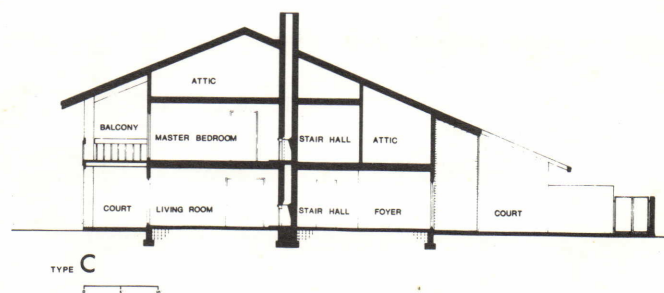 ATTIC
BALCONY
MASTER BEDROOM
STAIR HALL
ATTIC
COURT
LIVING ROOM
STAIR HALL
FOYER
COURT
TYPE C